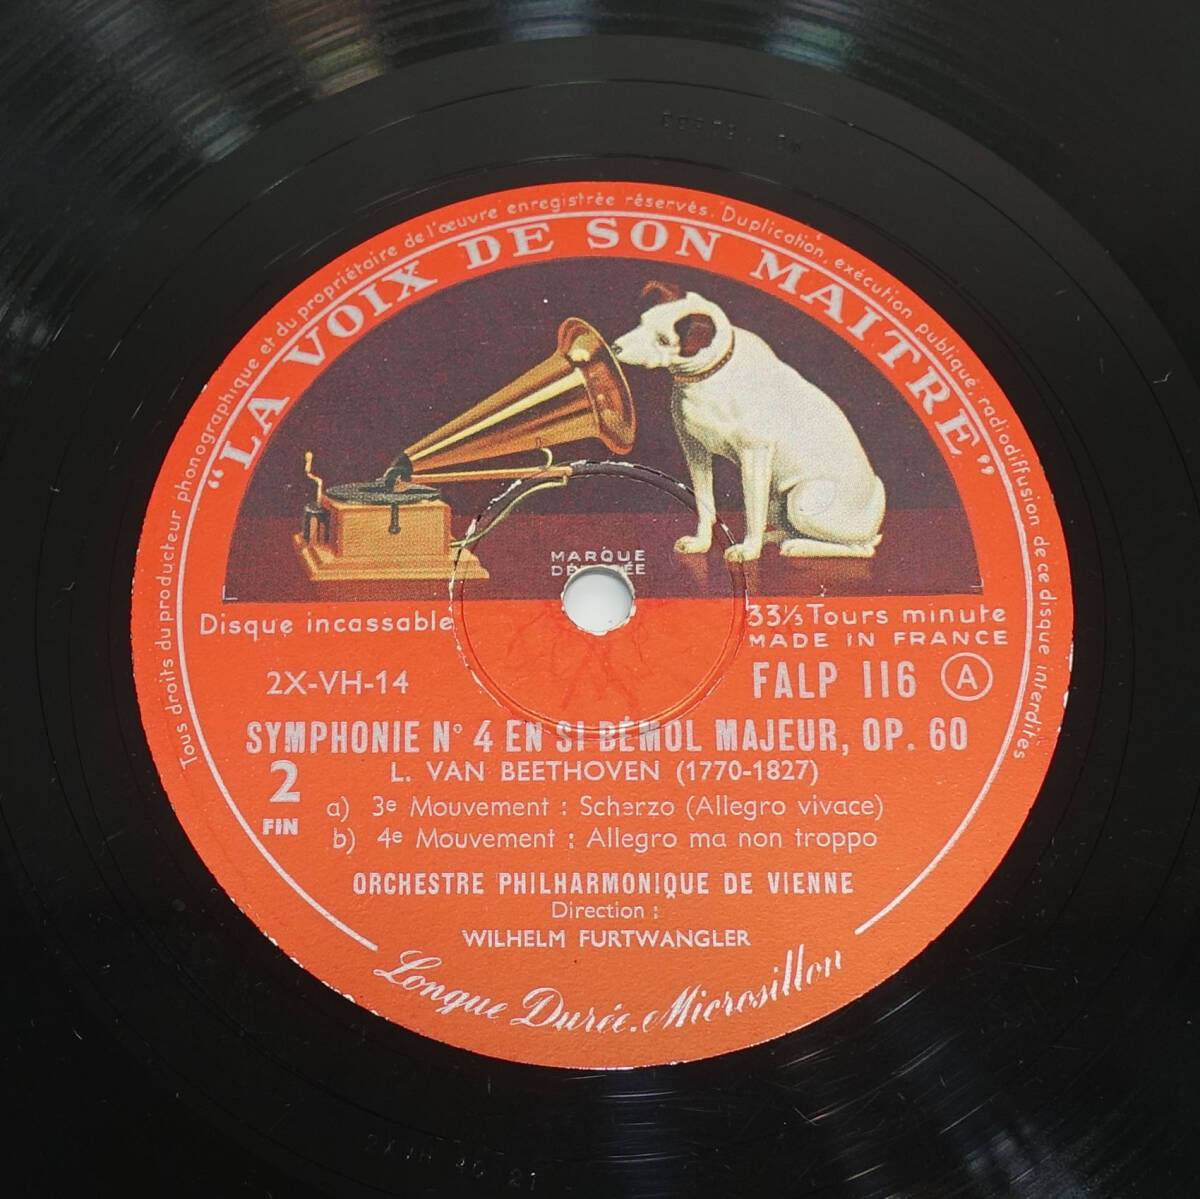 Tous droits du producteur phonographique et du propriétaire de l'œuvre enregistrée réservés. Duplication, exécution publique, radiodiffusion de ce disque interdites
"LA VOIX DE SON MAITRE"
MARQUE
Disque incassable
33⅓ Tours minute
MADE IN FRANCE
2X-VH-14
FALP 116 A
SYMPHONIE N° 4 EN SI BÉMOL MAJEUR, OP. 60
L. VAN BEETHOVEN (1770-1827)
2
FIN
a) 3e Mouvement : Scherzo (Allegro vivace)
b) 4e Mouvement : Allegro ma non troppo
ORCHESTRE PHILHARMONIQUE DE VIENNE
Direction :
WILHELM FURTWANGLER
Longue Durée. Microsillon